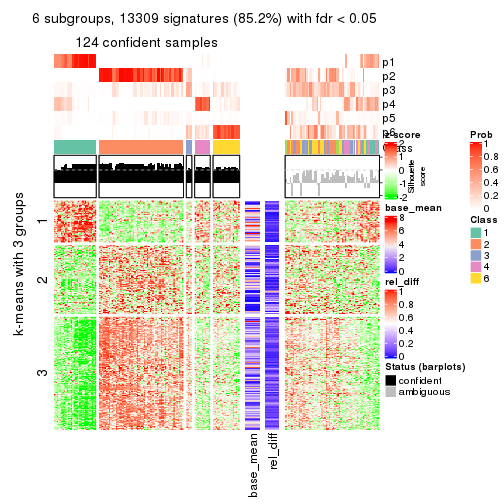 6 subgroups, 13309 signatures (85.2%) with fdr < 0.05
124 confident samples
p1
p2
p3
p4
p5
z-score
2
1
0
-1
-2
Silhouette
score
base_mean
8
6
4
2
0
rel_diff
1
0.8
0.6
0.4
0.2
0
Status (barplots)
confident
ambiguous
Prob
1
0.8
0.6
0.4
0.2
0
Class
1
2
3
4
6
k-means with 3 groups
1
2
3
base_mean
rel_diff